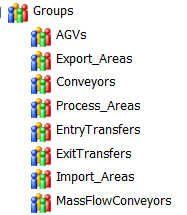 Groups
AGVs
Export_Areas
Conveyors
Process_Areas
EntryTransfers
ExitTransfers
Import_Areas
MassFlowConveyors